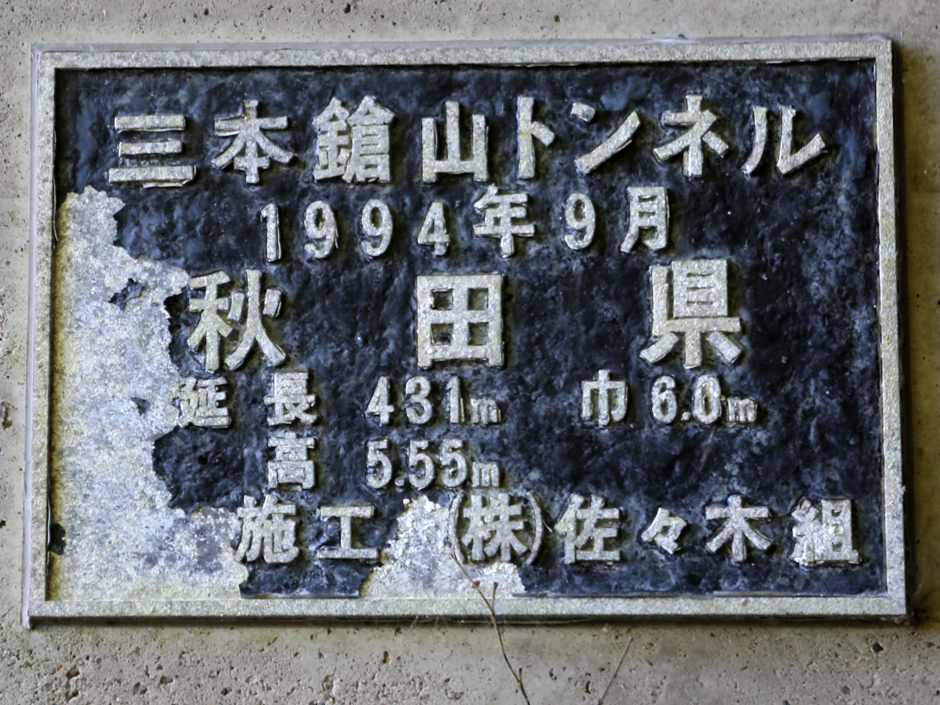 三本鎗山トンネル
1994年9月
秋田県
延長 431m 巾6.0m
高 5.55m
施工 (株)佐々木組